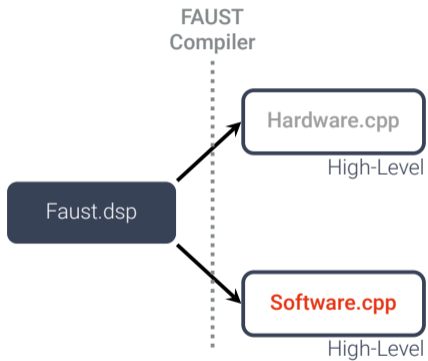 FAUST
Compiler
Hardware.cpp
High-Level
Faust.dsp
Software.cpp
High-Level